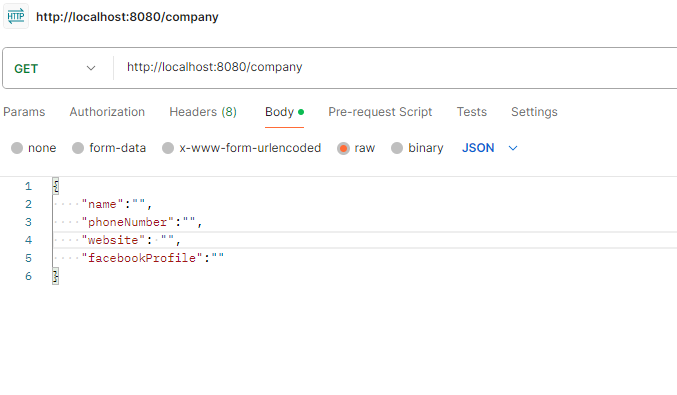 HTTP http://localhost:8080/company
GET http://localhost:8080/company
Params Authorization Headers (8) Body Pre-request Script Tests Settings
none form-data x-www-form-urlencoded raw binary JSON
1 {
2 "name":"",
3 "phoneNumber":"",
4 "website": "",
5 "facebookProfile":""
6 }